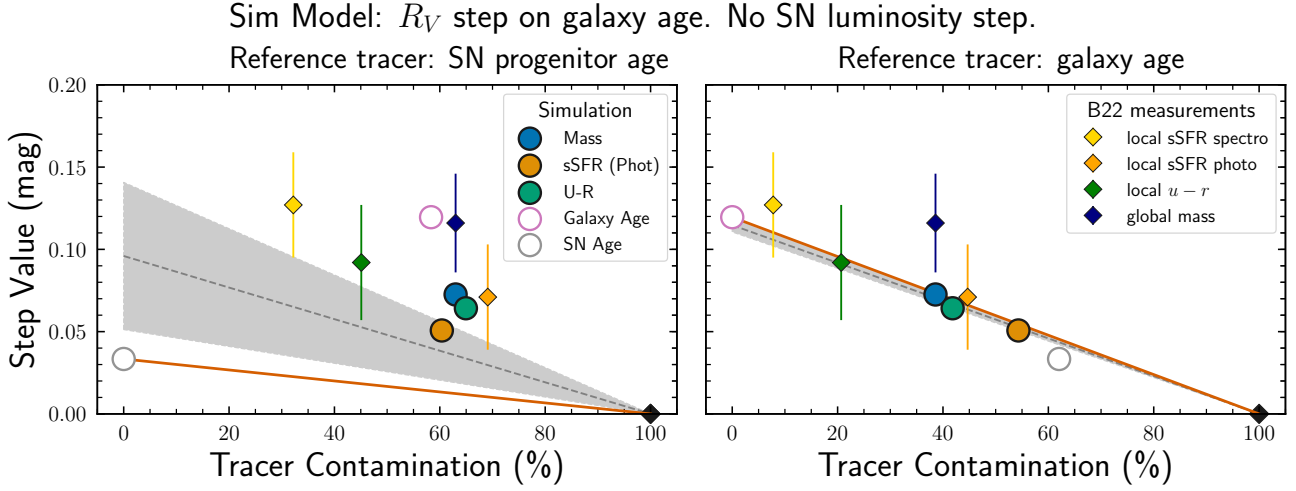 Sim Model: R_V step on galaxy age. No SN luminosity step.
Reference tracer: SN progenitor age
Reference tracer: galaxy age
Step Value (mag)
0.20
0.15
0.10
0.05
0.00
Simulation
Mass
sSFR (Phot)
U-R
Galaxy Age
SN Age
B22 measurements
local sSFR spectro
local sSFR photo
local u − r
global mass
0 20 40 60 80 100
0 20 40 60 80 100
Tracer Contamination (%)
Tracer Contamination (%)